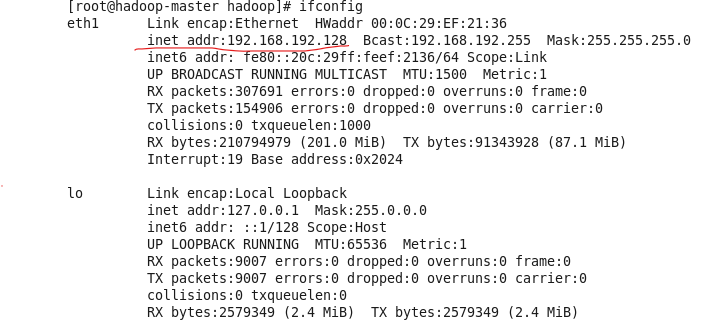 [root@hadoop-master hadoop]# ifconfig
eth1      Link encap:Ethernet  HWaddr 00:0C:29:EF:21:36
          inet addr:192.168.192.128  Bcast:192.168.192.255  Mask:255.255.255.0
          inet6 addr: fe80::20c:29ff:feef:2136/64 Scope:Link
          UP BROADCAST RUNNING MULTICAST  MTU:1500  Metric:1
          RX packets:307691 errors:0 dropped:0 overruns:0 frame:0
          TX packets:154906 errors:0 dropped:0 overruns:0 carrier:0
          collisions:0 txqueuelen:1000
          RX bytes:210794979 (201.0 MiB)  TX bytes:91343928 (87.1 MiB)
          Interrupt:19 Base address:0x2024
lo        Link encap:Local Loopback
          inet addr:127.0.0.1  Mask:255.0.0.0
          inet6 addr: ::1/128 Scope:Host
          UP LOOPBACK RUNNING  MTU:65536  Metric:1
          RX packets:9007 errors:0 dropped:0 overruns:0 frame:0
          TX packets:9007 errors:0 dropped:0 overruns:0 carrier:0
          collisions:0 txqueuelen:0
          RX bytes:2579349 (2.4 MiB)  TX bytes:2579349 (2.4 MiB)